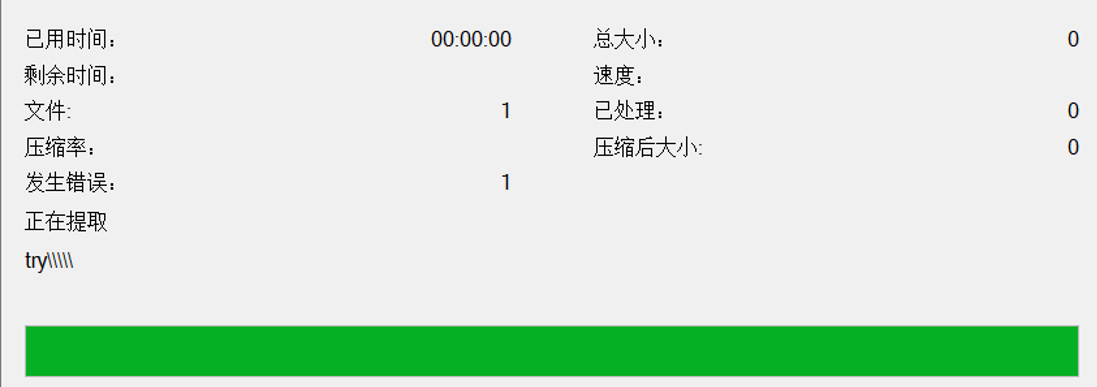 已用时间： 00:00:00 总大小： 0
剩余时间： 速度：
文件: 1 已处理： 0
压缩率： 压缩后大小: 0
发生错误： 1
正在提取
try\\\\\